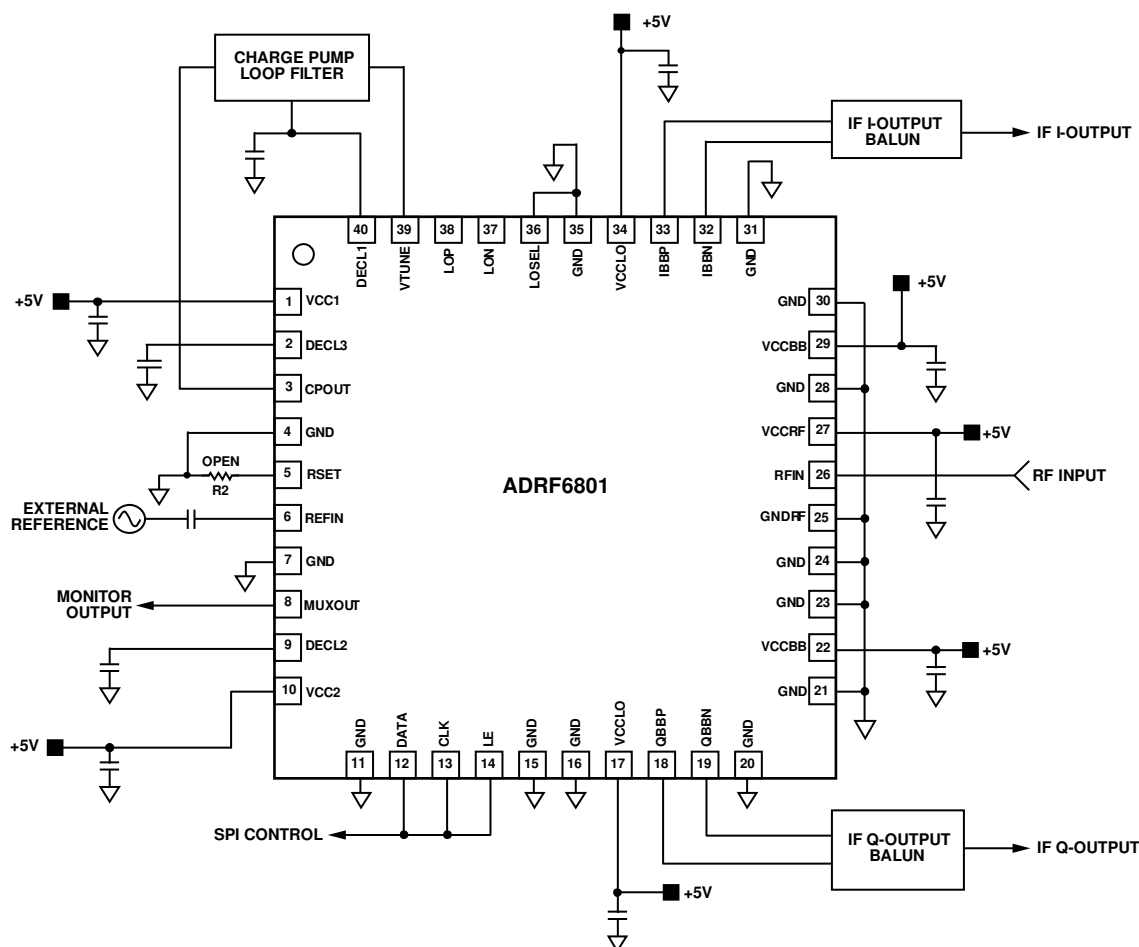 +5V
CHARGE PUMP
LOOP FILTER
IF I-OUTPUT
BALUN
IF I-OUTPUT
40
39
38
37
36
35
34
33
32
31
DECL1
VTUNE
LOP
LON
LOSEL
GND
VCCLO
IBBP
IBBN
GND
+5V
1
VCC1
2
DECL3
3
CPOUT
4
GND
OPEN
R2
5
RSET
EXTERNAL
REFERENCE
6
REFIN
7
GND
MONITOR
OUTPUT
8
MUXOUT
9
DECL2
10
VCC2
+5V
ADRF6801
GND
30
+5V
VCCBB
29
GND
28
VCCRF
27
+5V
RFIN
26
RF INPUT
GNDRF
25
GND
24
GND
23
VCCBB
22
+5V
GND
21
GND
DATA
CLK
LE
GND
GND
VCCLO
QBBP
QBBN
GND
11
12
13
14
15
16
17
18
19
20
SPI CONTROL
IF Q-OUTPUT
BALUN
IF Q-OUTPUT
+5V